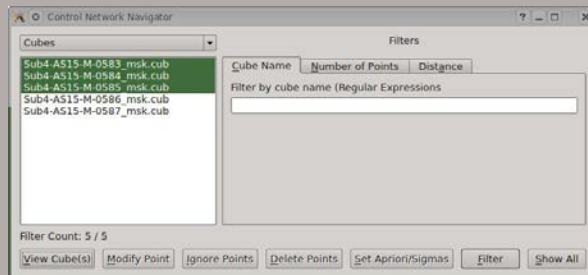 Control Network Navigator
Cubes
Filters
Sub4-AS15-M-0583_msk.cub
Sub4-AS15-M-0584_msk.cub
Sub4-AS15-M-0585_msk.cub
Sub4-AS15-M-0586_msk.cub
Sub4-AS15-M-0587_msk.cub
Cube Name Number of Points Distance
Filter by cube name (Regular Expressions
Filter Count: 5 / 5
View Cube(s) Modify Point Ignore Points Delete Points Set Apriori/Sigmas Filter Show All